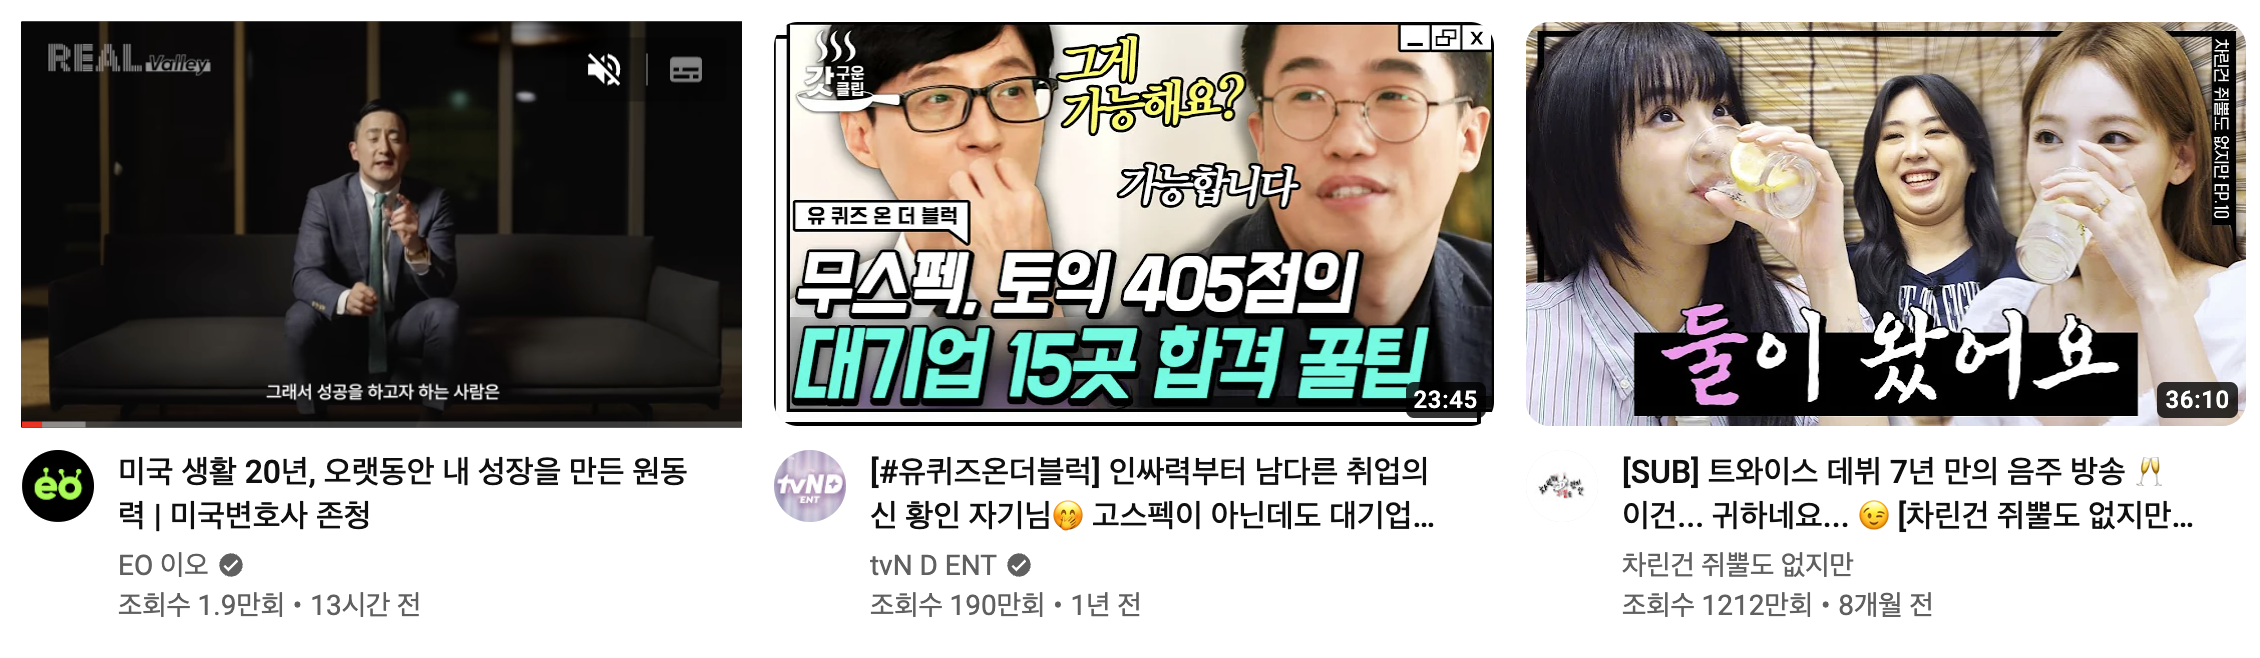 REAL Valley
그래서 성공을 하고자 하는 사람은
미국 생활 20년, 오랫동안 내 성장을 만든 원동
력 | 미국변호사 존청
EO 이오
조회수 1.9만회 • 13시간 전
갓구운
클립
그게
가능해요?
가능합니다
유 퀴즈 온 더 블럭
무스펙, 토익 405점의
대기업 15곳 합격 꿀팁
23:45
tvND
ENT
[#유퀴즈온더블럭] 인싸력부터 남다른 취업의
신 황인 자기님🤭 고스펙이 아닌데도 대기업...
tvN D ENT
조회수 190만회 • 1년 전
차린건 쥐뿔도 없지만 EP.10
둘이 왔어요
36:10
[SUB] 트와이스 데뷔 7년 만의 음주 방송 🥂
이건... 귀하네요... 😉 [차린건 쥐뿔도 없지만...
차린건 쥐뿔도 없지만
조회수 1212만회 • 8개월 전